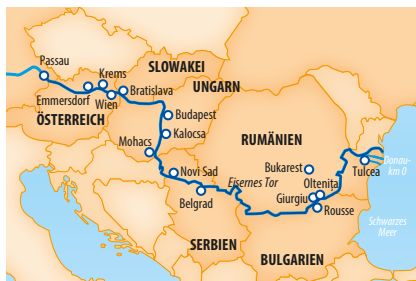 Passau
Krems
SLOWAKEI
Bratislava
UNGARN
Emmersdorf
Wien
ÖSTERREICH
Budapest
Kalocsa
Mohacs
RUMÄNIEN
Novi Sad
Eisernes Tor
Bukarest
Oltenita
Tulcea
Donau-
km 0
Belgrad
Giurgiu
Rousse
Schwarzes
Meer
SERBIEN
BULGARIEN